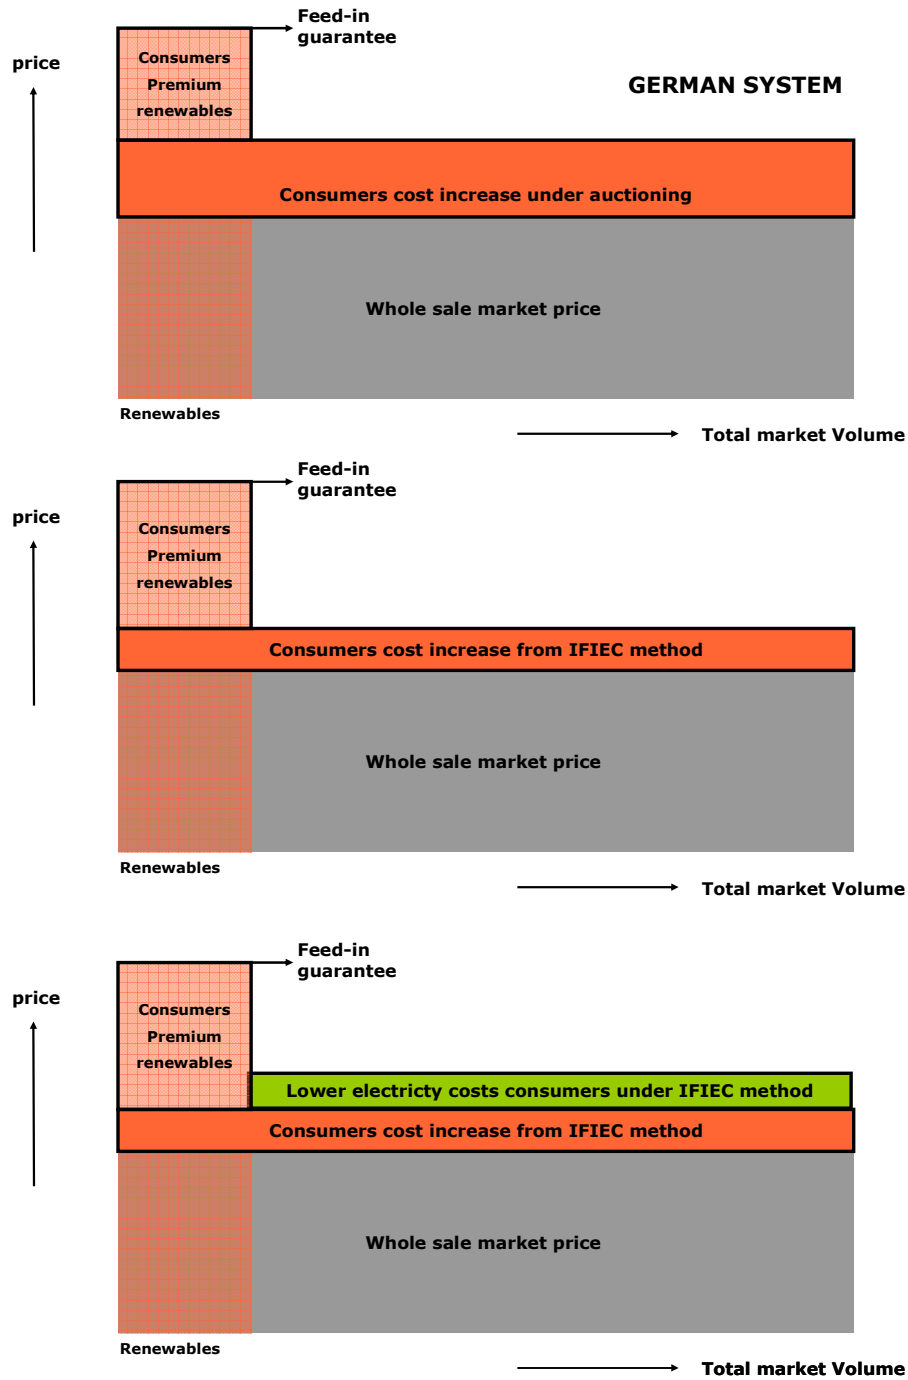 Feed-in
guarantee
price
Consumers
Premium
renewables
GERMAN SYSTEM
Consumers cost increase under auctioning
Whole sale market price
Renewables
Total market Volume
Feed-in
guarantee
price
Consumers
Premium
renewables
Consumers cost increase from IFIEC method
Whole sale market price
Renewables
Total market Volume
Feed-in
guarantee
price
Consumers
Premium
renewables
Lower electricty costs consumers under IFIEC method
Consumers cost increase from IFIEC method
Whole sale market price
Renewables
Total market Volume